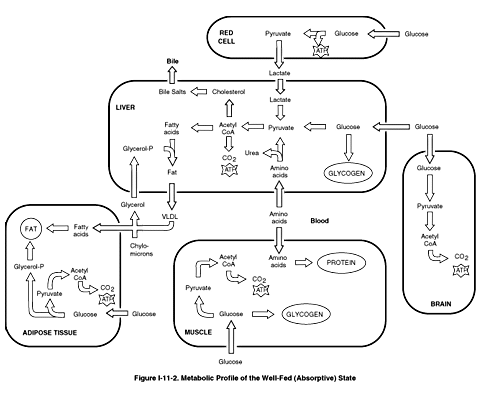 RED
CELL
Pyruvate
Glucose
Glucose
ATP
Lactate
Bile
Bile Salts
Cholesterol
Lactate
LIVER
Fatty
acids
Acetyl
CoA
Pyruvate
Glucose
Glucose
Glycerol-P
CO2
ATP
Urea
Fat
Amino
acids
GLYCOGEN
Glucose
Pyruvate
Acetyl
CoA
CO2
ATP
BRAIN
Glycerol
VLDL
Amino
acids
Blood
FAT
Fatty
acids
Chylo-
microns
Glycerol-P
Acetyl
CoA
Pyruvate
CO2
ATP
Glucose
Glucose
ADIPOSE TISSUE
Acetyl
CoA
Amino
acids
PROTEIN
Pyruvate
CO2
ATP
Glucose
GLYCOGEN
MUSCLE
Glucose
Figure I-11-2. Metabolic Profile of the Well-Fed (Absorptive) State